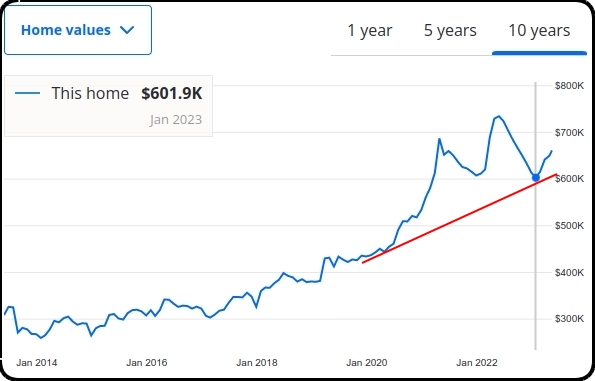 Home values
1 year
5 years
10 years
This home $601.9K
Jan 2023
$800K
$700K
$600K
$500K
$400K
$300K
Jan 2014
Jan 2016
Jan 2018
Jan 2020
Jan 2022